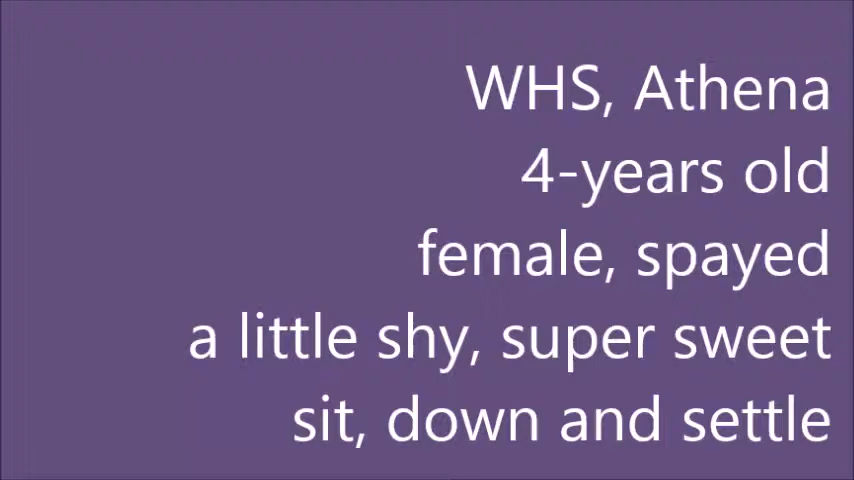 WHS, Athena
4-years old
female, spayed
a little shy, super sweet
sit, down and settle